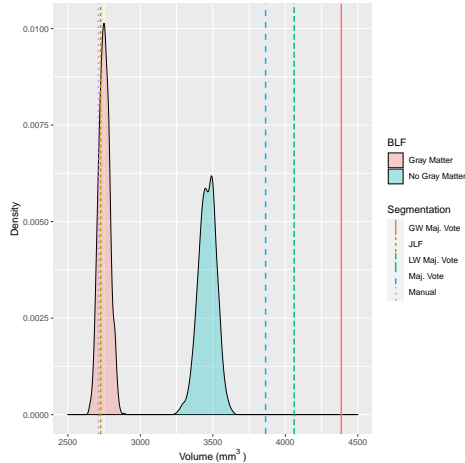 0.0100
0.0075
0.0050
0.0025
0.0000
Density
2500 3000 3500 4000 4500
Volume (mm³)
BLF
Gray Matter
No Gray Matter
Segmentation
GW Maj. Vote
JLF
LW Maj. Vote
Maj. Vote
Manual